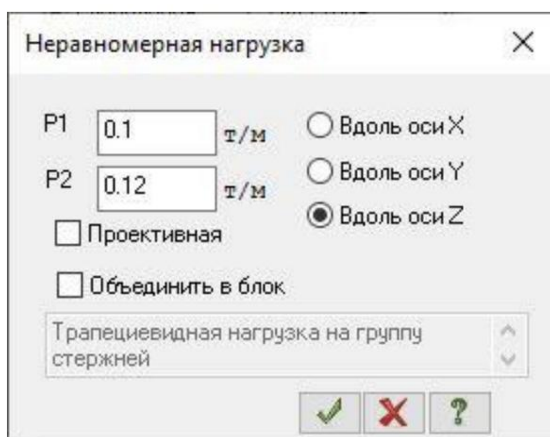 Неравномерная нагрузка
P1 0.1 т/м
Вдоль оси X
P2 0.12 т/м
Вдоль оси Y
Вдоль оси Z
Проективная
Объединить в блок
Трапециевидная нагрузка на группу
стержней
?